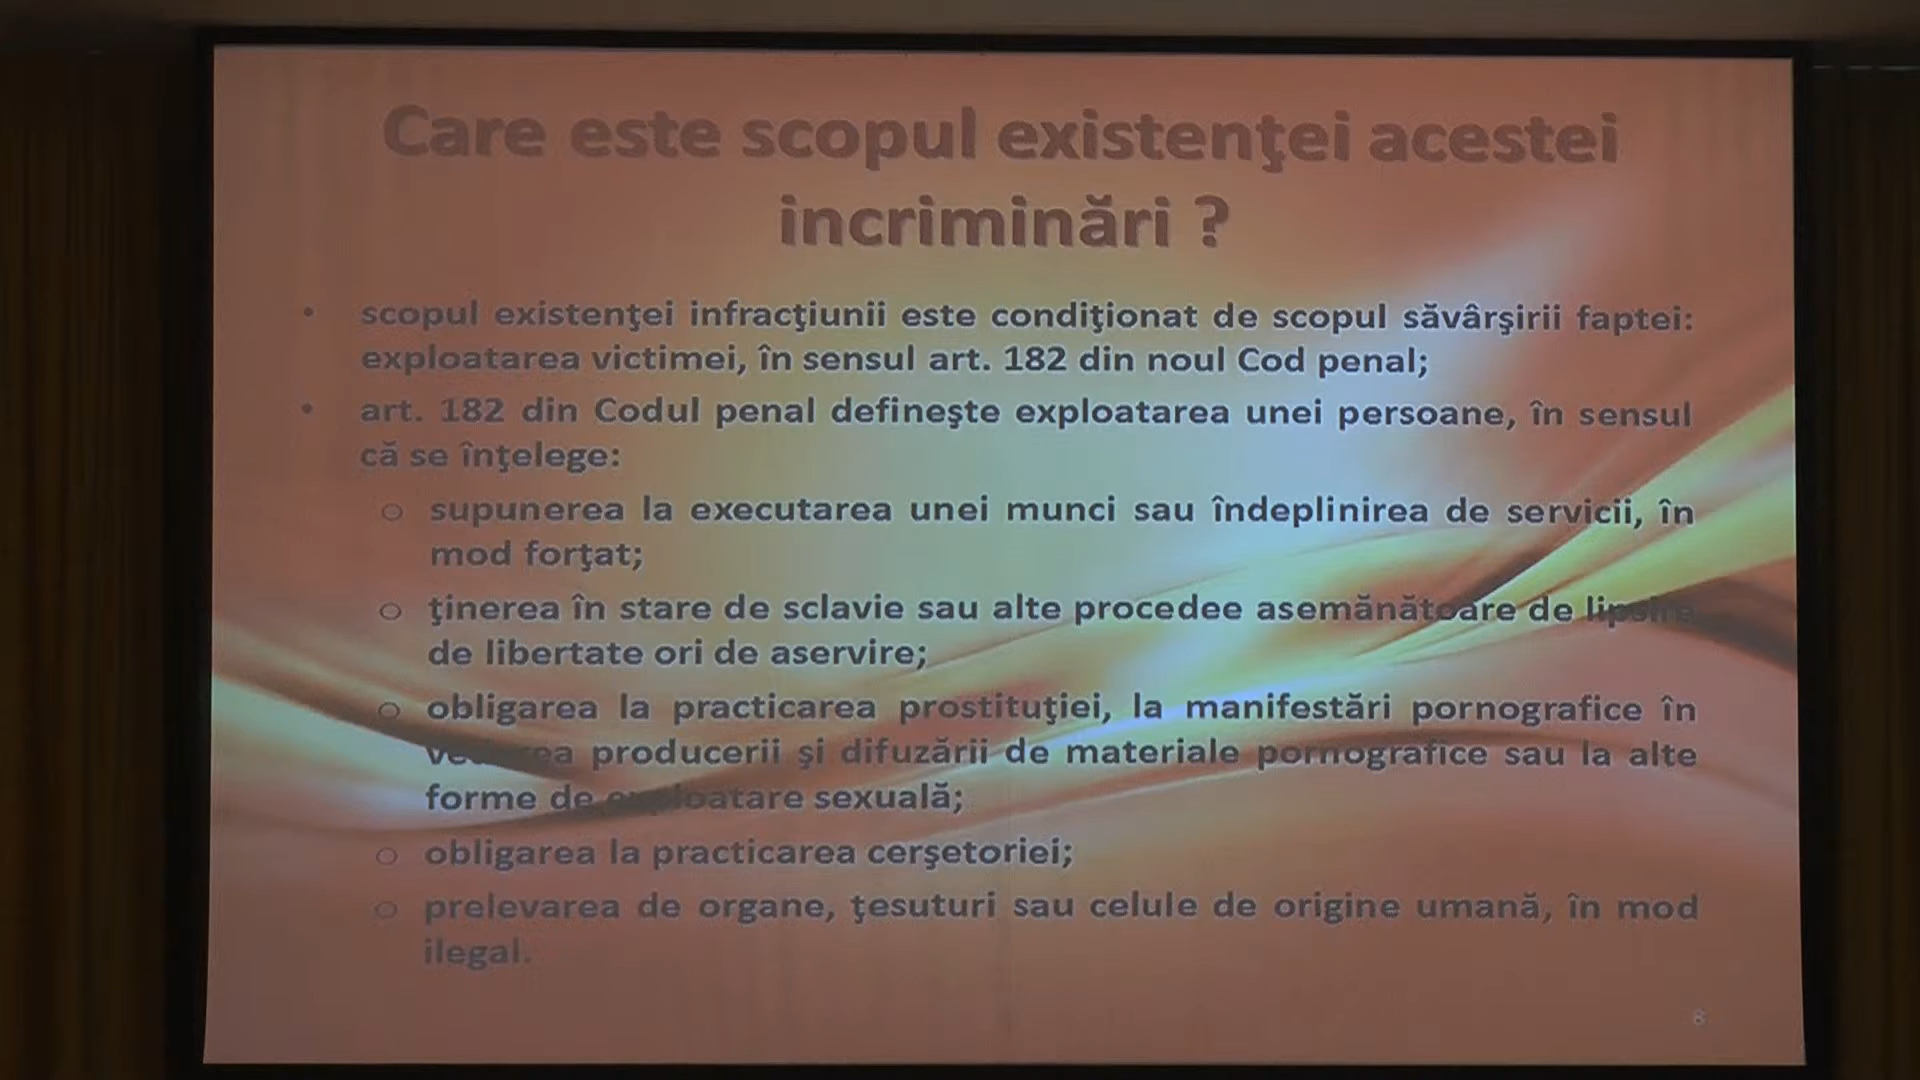 Care este scopul existenţei acestei
incriminări ?
• scopul existenţei infracţiunii este condiţionat de scopul săvârşirii faptei:
exploatarea victimei, în sensul art. 182 din noul Cod penal;
• art. 182 din Codul penal defineşte exploatarea unei persoane, în sensul
că se înţelege:
o supunerea la executarea unei munci sau îndeplinirea de servicii, în
mod forţat;
o ţinerea în stare de sclavie sau alte procedee asemănătoare de lipsire
de libertate ori de aservire;
o obligarea la practicarea prostituţiei, la manifestări pornografice în
vederea producerii şi difuzării de materiale pornografice sau la alte
forme de exploatare sexuală;
o obligarea la practicarea cerşetoriei;
o prelevarea de organe, ţesuturi sau celule de origine umană, în mod
ilegal.
8